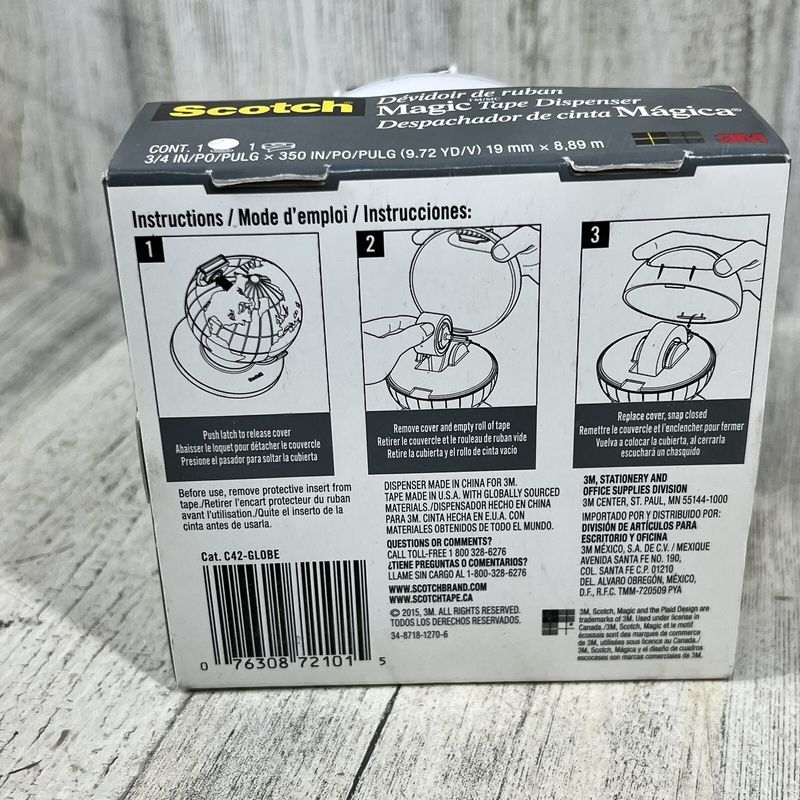 Scotch®
Dévidoir de ruban
Magic™/MC Tape Dispenser
Despachador de cinta Mágica®
3M
CONT. 1 1
3/4 IN/PO/PULG × 350 IN/PO/PULG (9.72 YD/V) 19 mm × 8,89 m
Instructions / Mode d'emploi / Instrucciones:
1
Scotch
Push latch to release cover
Abaisser le loquet pour détacher le couvercle
Presione el pasador para soltar la cubierta
2
Remove cover and empty roll of tape
Retirer le couvercle et le rouleau de ruban vide
Retire la cubierta y el rollo de cinta vacío
3
Replace cover, snap closed
Remettre le couvercle et l'enclencher pour fermer
Vuelva a colocar la cubierta, al cerrarla
escuchará un chasquido
Before use, remove protective insert from
tape./Retirer l'encart protecteur du ruban
avant l'utilisation./Quite el inserto de la
cinta antes de usarla.
Cat. C42-GLOBE
0 76308 72101 5
DISPENSER MADE IN CHINA FOR 3M.
TAPE MADE IN U.S.A. WITH GLOBALLY SOURCED
MATERIALS./DISPENSADOR HECHO EN CHINA
PARA 3M. CINTA HECHA EN E.U.A. CON
MATERIALES OBTENIDOS DE TODO EL MUNDO.
QUESTIONS OR COMMENTS?
CALL TOLL-FREE 1 800 328-6276
¿TIENE PREGUNTAS O COMENTARIOS?
LLAME SIN CARGO AL 1-800-328-6276
WWW.SCOTCHBRAND.COM
WWW.SCOTCHTAPE.CA
© 2015, 3M. ALL RIGHTS RESERVED.
TODOS LOS DERECHOS RESERVADOS.
34-8718-1270-6
3M, STATIONERY AND
OFFICE SUPPLIES DIVISION
3M CENTER, ST. PAUL, MN 55144-1000
IMPORTADO POR Y DISTRIBUIDO POR:
DIVISIÓN DE ARTÍCULOS PARA
ESCRITORIO Y OFICINA
3M MÉXICO, S.A. DE C.V. / MEXIQUE
AVENIDA SANTA FE NO. 190,
COL. SANTA FE C.P. 01210
DEL. ALVARO OBREGÓN, MÉXICO,
D.F., R.F.C. TMM-720509 PYA
3M, Scotch, Magic and the Plaid Design are
trademarks of 3M. Used under license in
Canada./3M, Scotch, Magic et le motif
écossais sont des marques de commerce
de 3M, utilisées sous licence au Canada./
3M, Scotch, Mágica y el diseño de cuadros
escoceses son marcas comerciales de 3M.